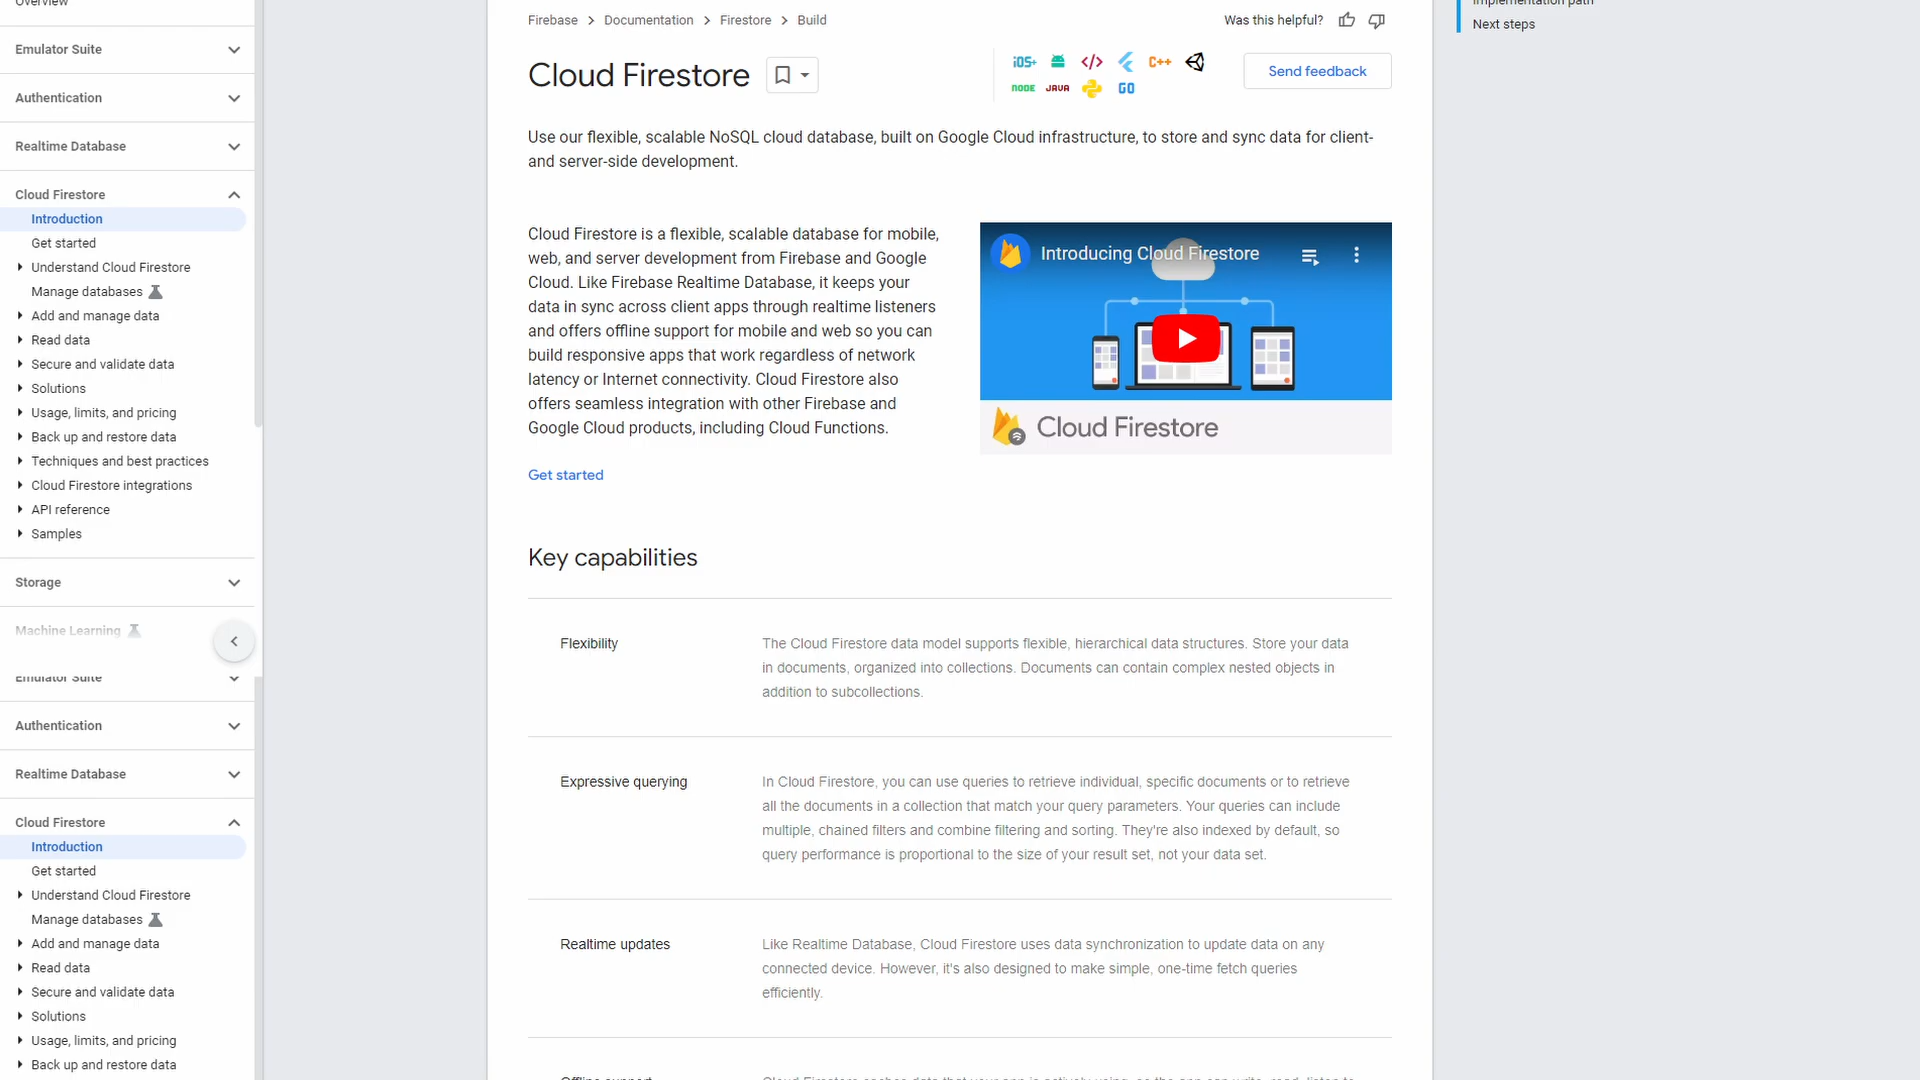 Overview
Emulator Suite
Authentication
Realtime Database
Cloud Firestore
Introduction
Get started
Understand Cloud Firestore
Manage databases
Add and manage data
Read data
Secure and validate data
Solutions
Usage, limits, and pricing
Back up and restore data
Techniques and best practices
Cloud Firestore integrations
API reference
Samples
Storage
Machine Learning
Emulator Suite
Authentication
Realtime Database
Cloud Firestore
Introduction
Get started
Understand Cloud Firestore
Manage databases
Add and manage data
Read data
Secure and validate data
Solutions
Usage, limits, and pricing
Back up and restore data
Firebase > Documentation > Firestore > Build
Was this helpful?
Cloud Firestore
iOS+ </> C++
NODE JAVA GO
Send feedback
Use our flexible, scalable NoSQL cloud database, built on Google Cloud infrastructure, to store and sync data for client-
and server-side development.
Cloud Firestore is a flexible, scalable database for mobile,
web, and server development from Firebase and Google
Cloud. Like Firebase Realtime Database, it keeps your
data in sync across client apps through realtime listeners
and offers offline support for mobile and web so you can
build responsive apps that work regardless of network
latency or Internet connectivity. Cloud Firestore also
offers seamless integration with other Firebase and
Google Cloud products, including Cloud Functions.
Introducing Cloud Firestore
Cloud Firestore
Get started
Key capabilities
Flexibility
The Cloud Firestore data model supports flexible, hierarchical data structures. Store your data
in documents, organized into collections. Documents can contain complex nested objects in
addition to subcollections.
Expressive querying
In Cloud Firestore, you can use queries to retrieve individual, specific documents or to retrieve
all the documents in a collection that match your query parameters. Your queries can include
multiple, chained filters and combine filtering and sorting. They're also indexed by default, so
query performance is proportional to the size of your result set, not your data set.
Realtime updates
Like Realtime Database, Cloud Firestore uses data synchronization to update data on any
connected device. However, it's also designed to make simple, one-time fetch queries
efficiently.
Implementation path
Next steps